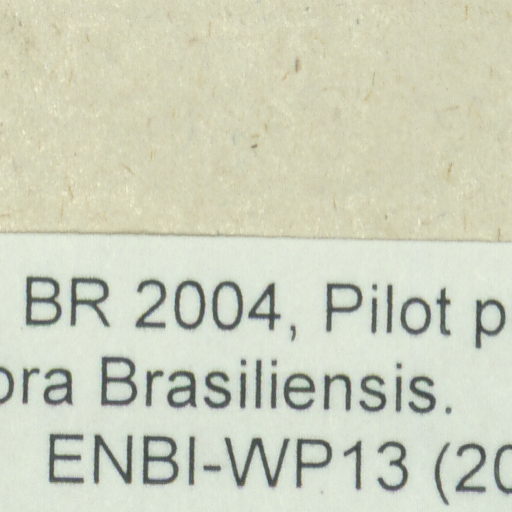 BR 2004, Pilot p
ora Brasiliensis.
ENBI-WP13 (20